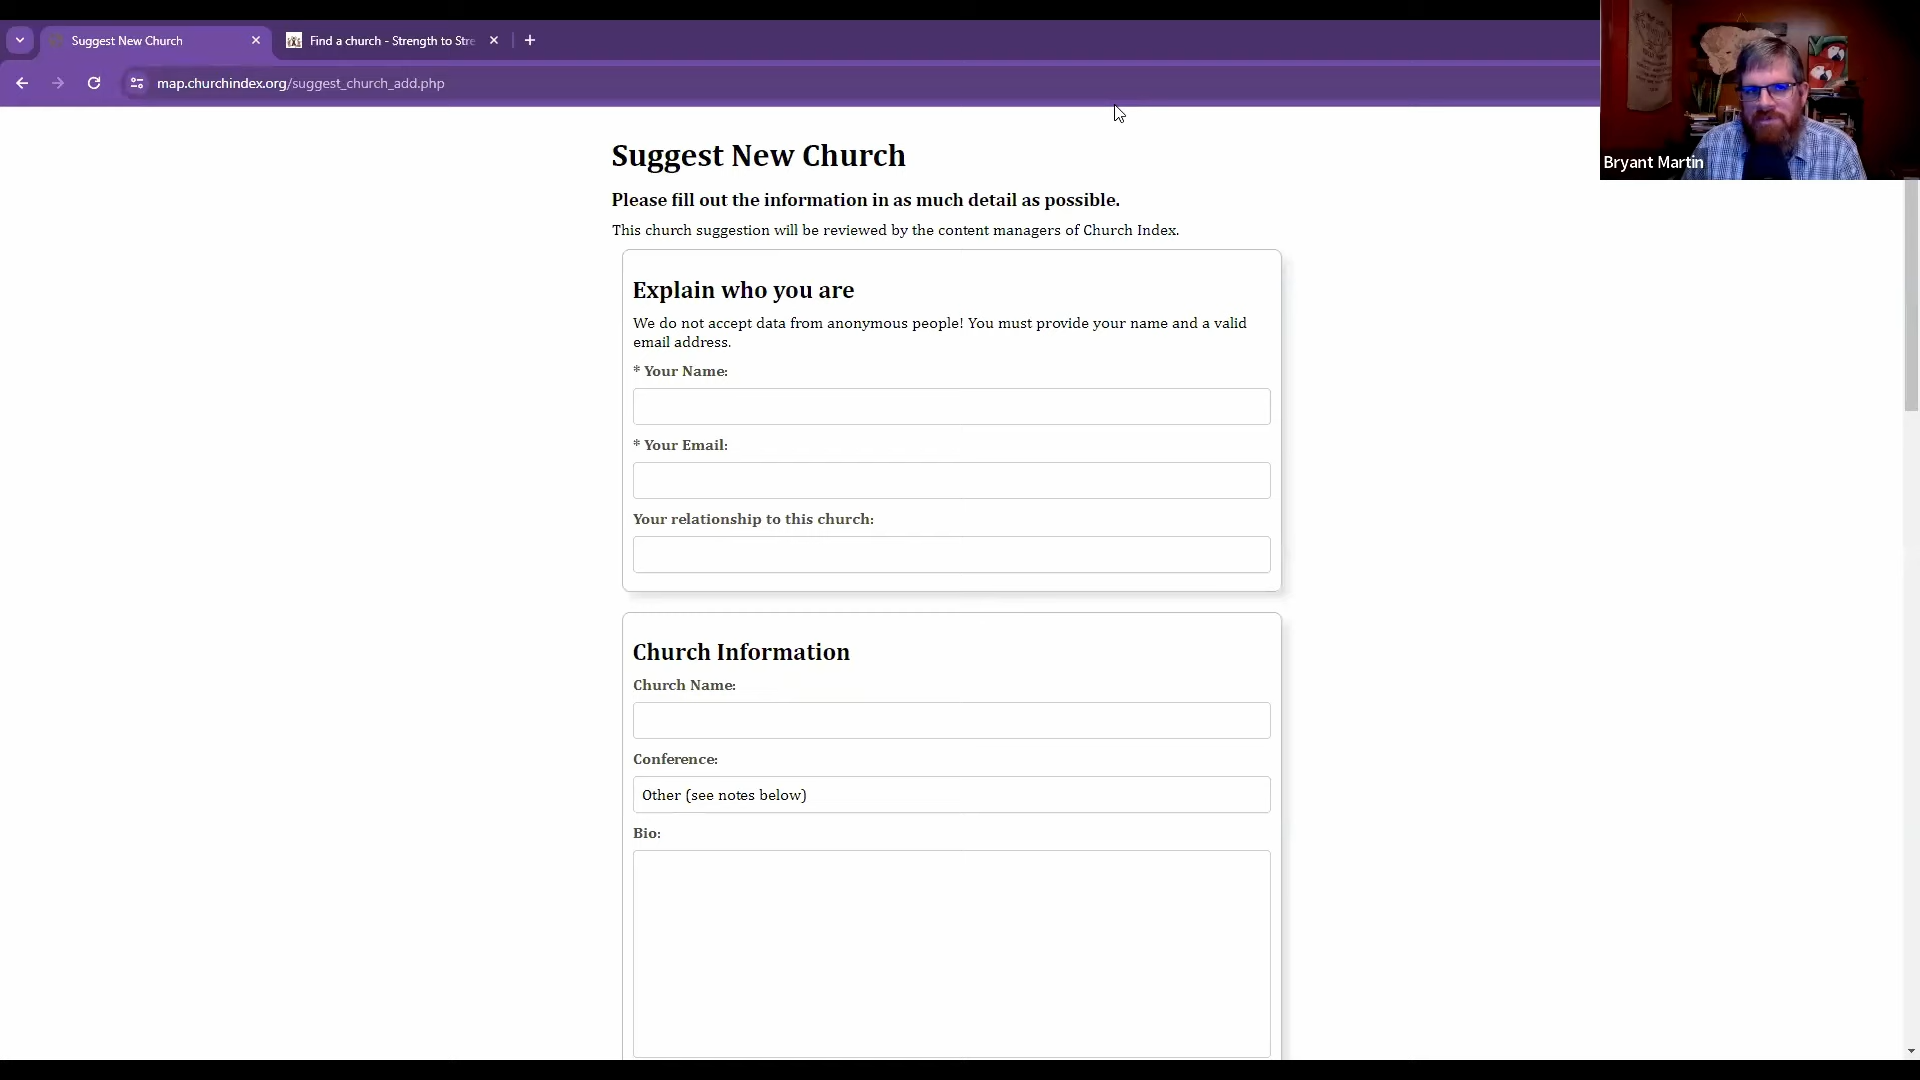 Suggest New Church
Find a church - Strength to Stre
map.churchindex.org/suggest_church_add.php
Bryant Martin
Suggest New Church
Please fill out the information in as much detail as possible.
This church suggestion will be reviewed by the content managers of Church Index.
Explain who you are
We do not accept data from anonymous people! You must provide your name and a valid
email address.
* Your Name:
* Your Email:
Your relationship to this church:
Church Information
Church Name:
Conference:
Other (see notes below)
Bio: